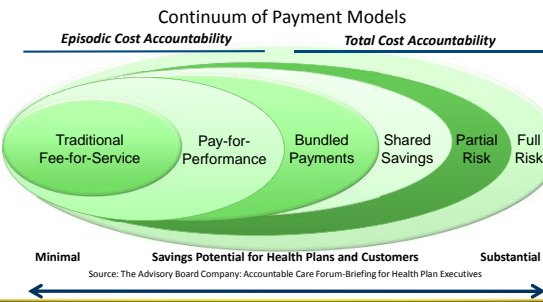 Continuum of Payment Models
Episodic Cost Accountability
Total Cost Accountability
Traditional
Fee-for-Service
Pay-for-
Performance
Bundled
Payments
Shared
Savings
Partial
Risk
Full
Risk
Minimal
Savings Potential for Health Plans and Customers
Substantial
Source: The Advisory Board Company: Accountable Care Forum-Briefing for Health Plan Executives